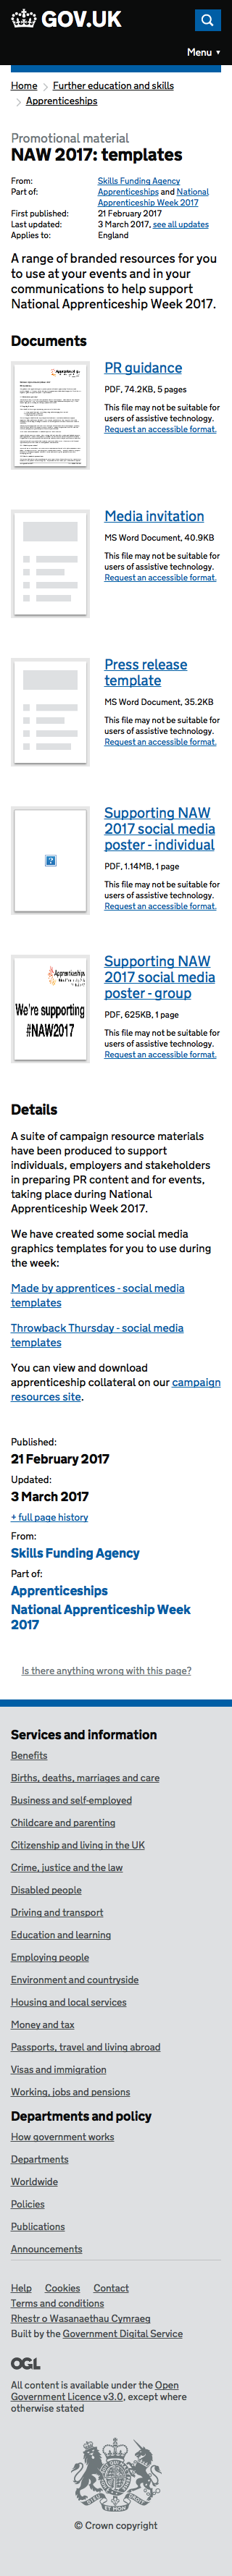 GOV.UK
Menu ▼
Home > Further education and skills
> Apprenticeships
Promotional material
NAW 2017: templates
From: Skills Funding Agency
Part of: Apprenticeships and National
Apprenticeship Week 2017
First published: 21 February 2017
Last updated: 3 March 2017, see all updates
Applies to: England
A range of branded resources for you
to use at your events and in your
communications to help support
National Apprenticeship Week 2017.
Documents
PR guidance
PDF, 74.2KB, 5 pages
This file may not be suitable for
users of assistive technology.
Request an accessible format.
Media invitation
MS Word Document, 40.9KB
This file may not be suitable for
users of assistive technology.
Request an accessible format.
Press release
template
MS Word Document, 35.2KB
This file may not be suitable for
users of assistive technology.
Request an accessible format.
?
Supporting NAW
2017 social media
poster - individual
PDF, 1.14MB, 1 page
This file may not be suitable for
users of assistive technology.
Request an accessible format.
Apprenticeships
We're supporting
#NAW2017
Supporting NAW
2017 social media
poster - group
PDF, 625KB, 1 page
This file may not be suitable for
users of assistive technology.
Request an accessible format.
Details
A suite of campaign resource materials
have been produced to support
individuals, employers and stakeholders
in preparing PR content and for events,
taking place during National
Apprenticeship Week 2017.
We have created some social media
graphics templates for you to use during
the week:
Made by apprentices - social media
templates
Throwback Thursday - social media
templates
You can view and download
apprenticeship collateral on our campaign
resources site.
Published:
21 February 2017
Updated:
3 March 2017
+ full page history
From:
Skills Funding Agency
Part of:
Apprenticeships
National Apprenticeship Week
2017
Is there anything wrong with this page?
Services and information
Benefits
Births, deaths, marriages and care
Business and self-employed
Childcare and parenting
Citizenship and living in the UK
Crime, justice and the law
Disabled people
Driving and transport
Education and learning
Employing people
Environment and countryside
Housing and local services
Money and tax
Passports, travel and living abroad
Visas and immigration
Working, jobs and pensions
Departments and policy
How government works
Departments
Worldwide
Policies
Publications
Announcements
Help Cookies Contact
Terms and conditions
Rhestr o Wasanaethau Cymraeg
Built by the Government Digital Service
OGL
All content is available under the Open
Government Licence v3.0, except where
otherwise stated
© Crown copyright